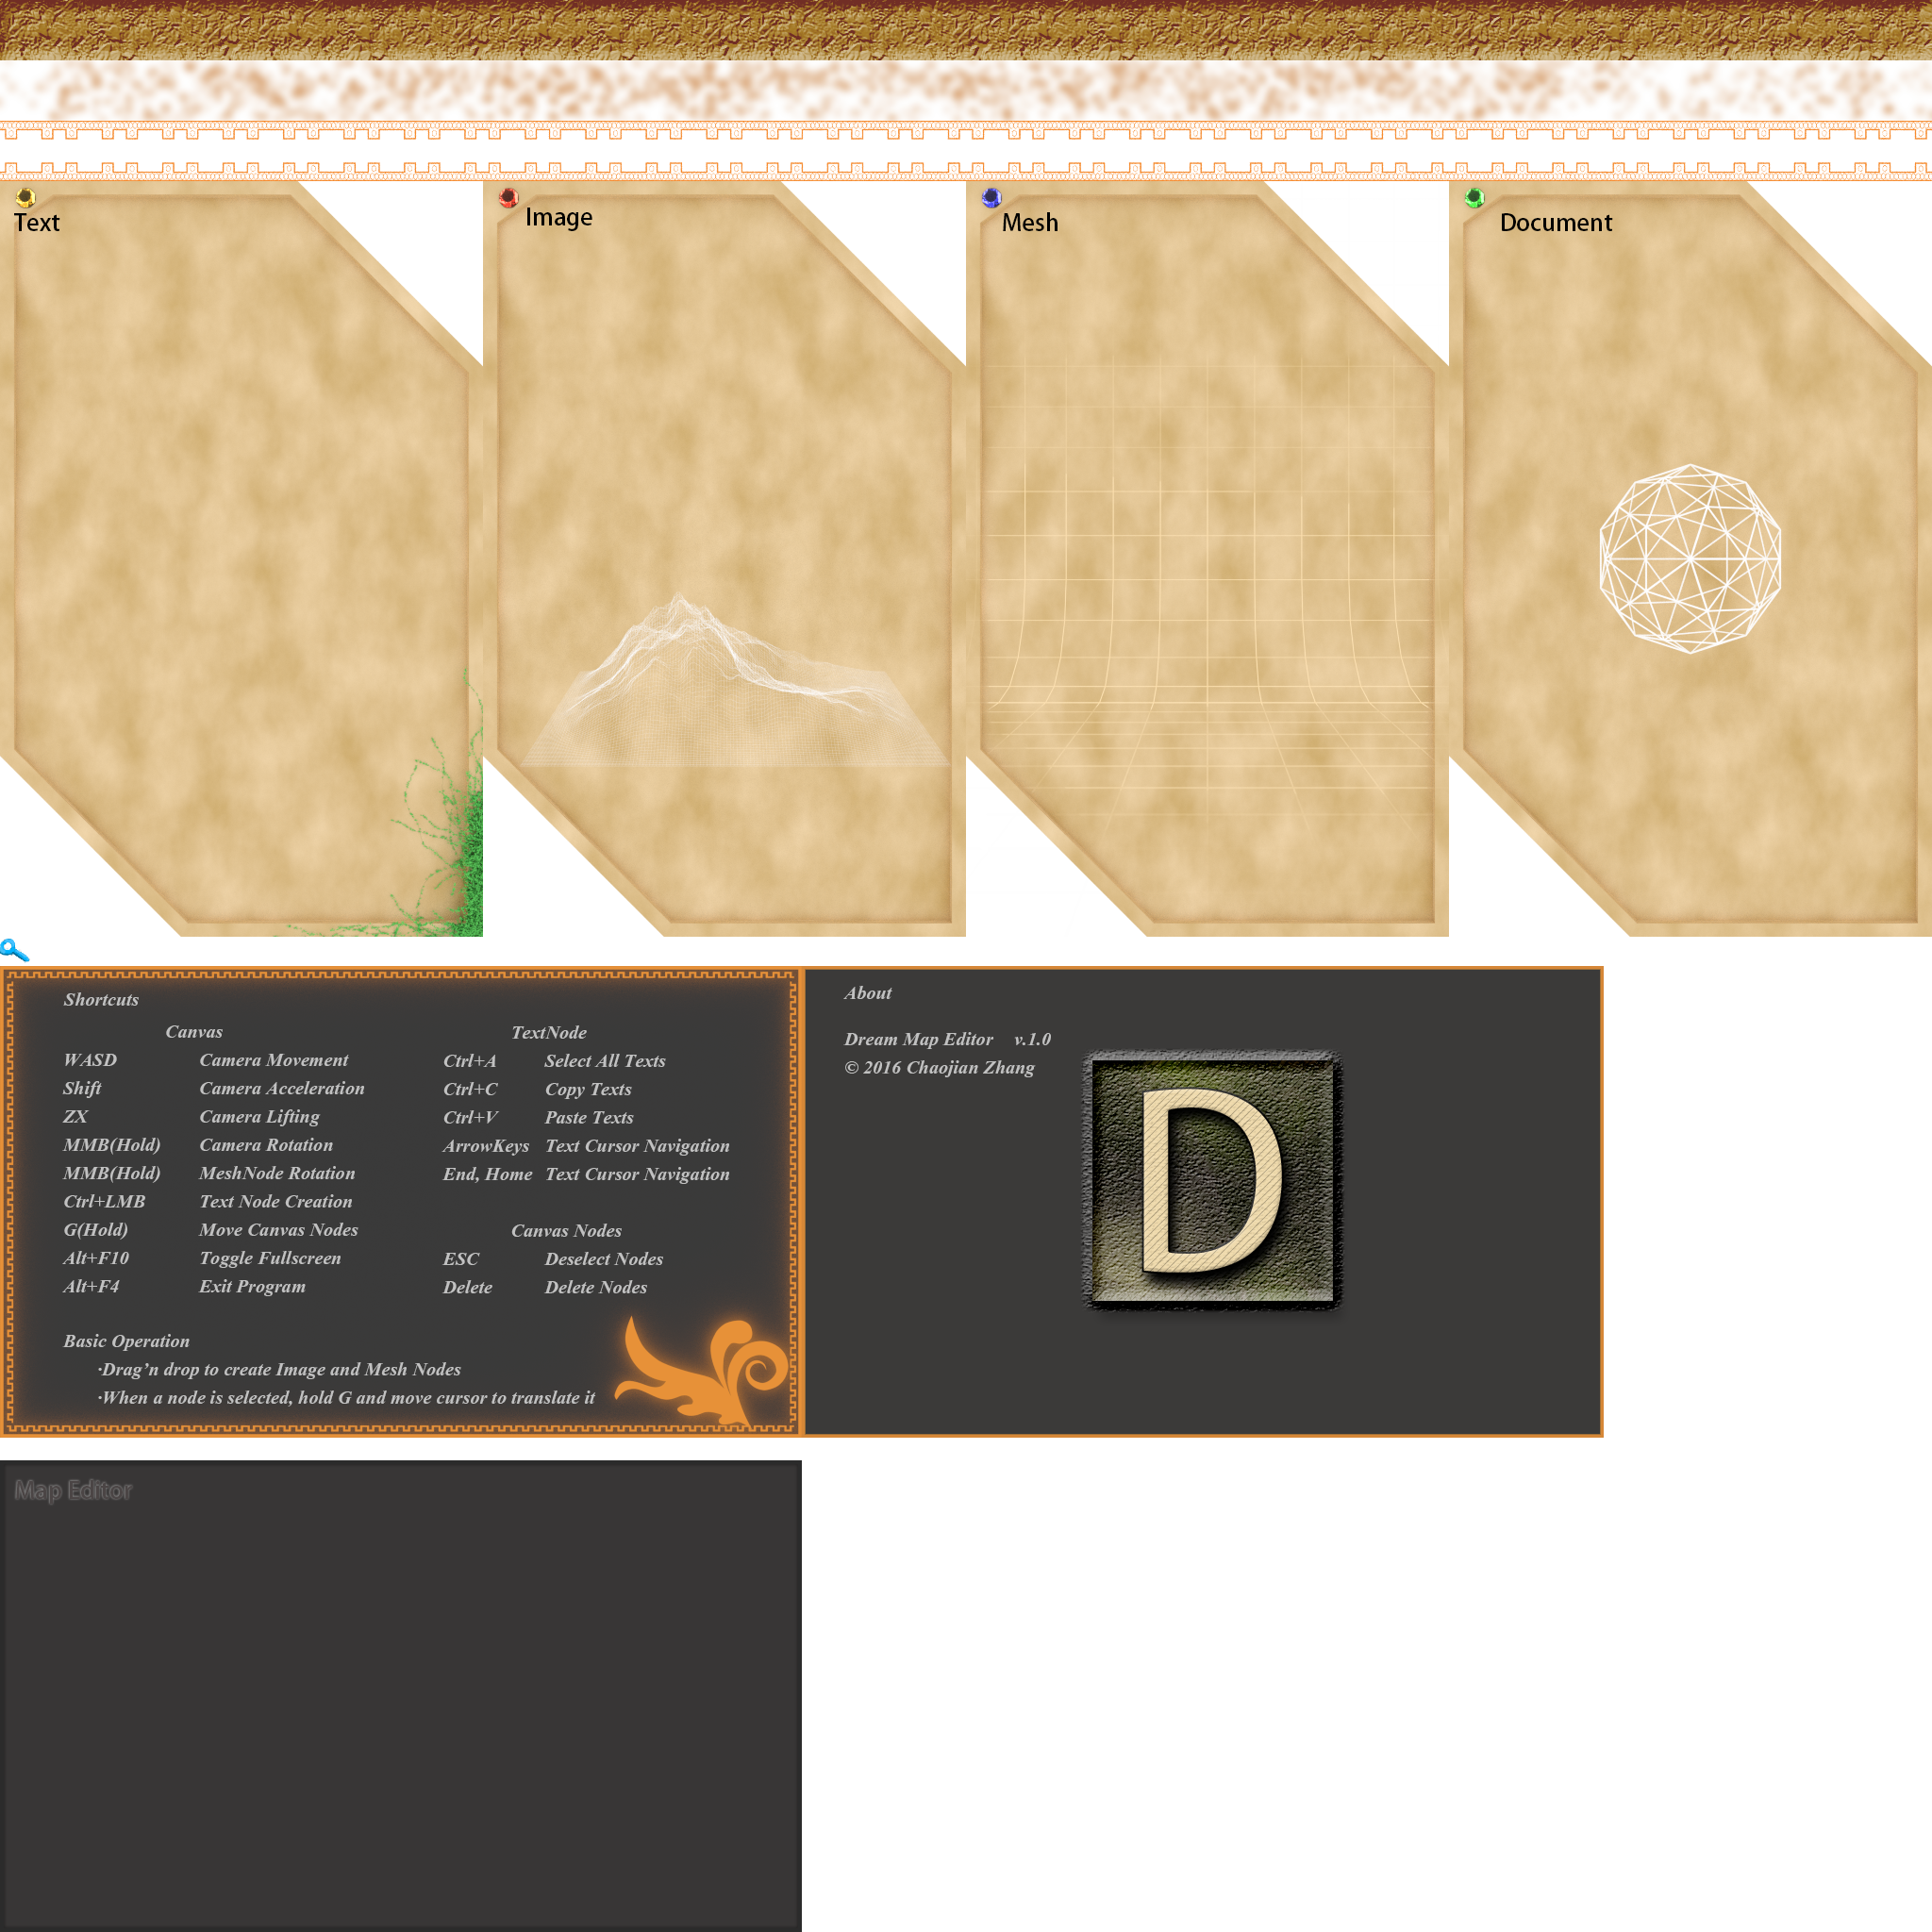 Text
Image
Mesh
Document
Shortcuts
Canvas
WASD Camera Movement
Shift Camera Acceleration
ZX Camera Lifting
MMB(Hold) Camera Rotation
MMB(Hold) MeshNode Rotation
Ctrl+LMB Text Node Creation
G(Hold) Move Canvas Nodes
Alt+F10 Toggle Fullscreen
Alt+F4 Exit Program
TextNode
Ctrl+A Select All Texts
Ctrl+C Copy Texts
Ctrl+V Paste Texts
ArrowKeys Text Cursor Navigation
End, Home Text Cursor Navigation
Canvas Nodes
ESC Deselect Nodes
Delete Delete Nodes
Basic Operation
·Drag’n drop to create Image and Mesh Nodes
·When a node is selected, hold G and move cursor to translate it
About
Dream Map Editor v.1.0
© 2016 Chaojian Zhang
D
Map Editor